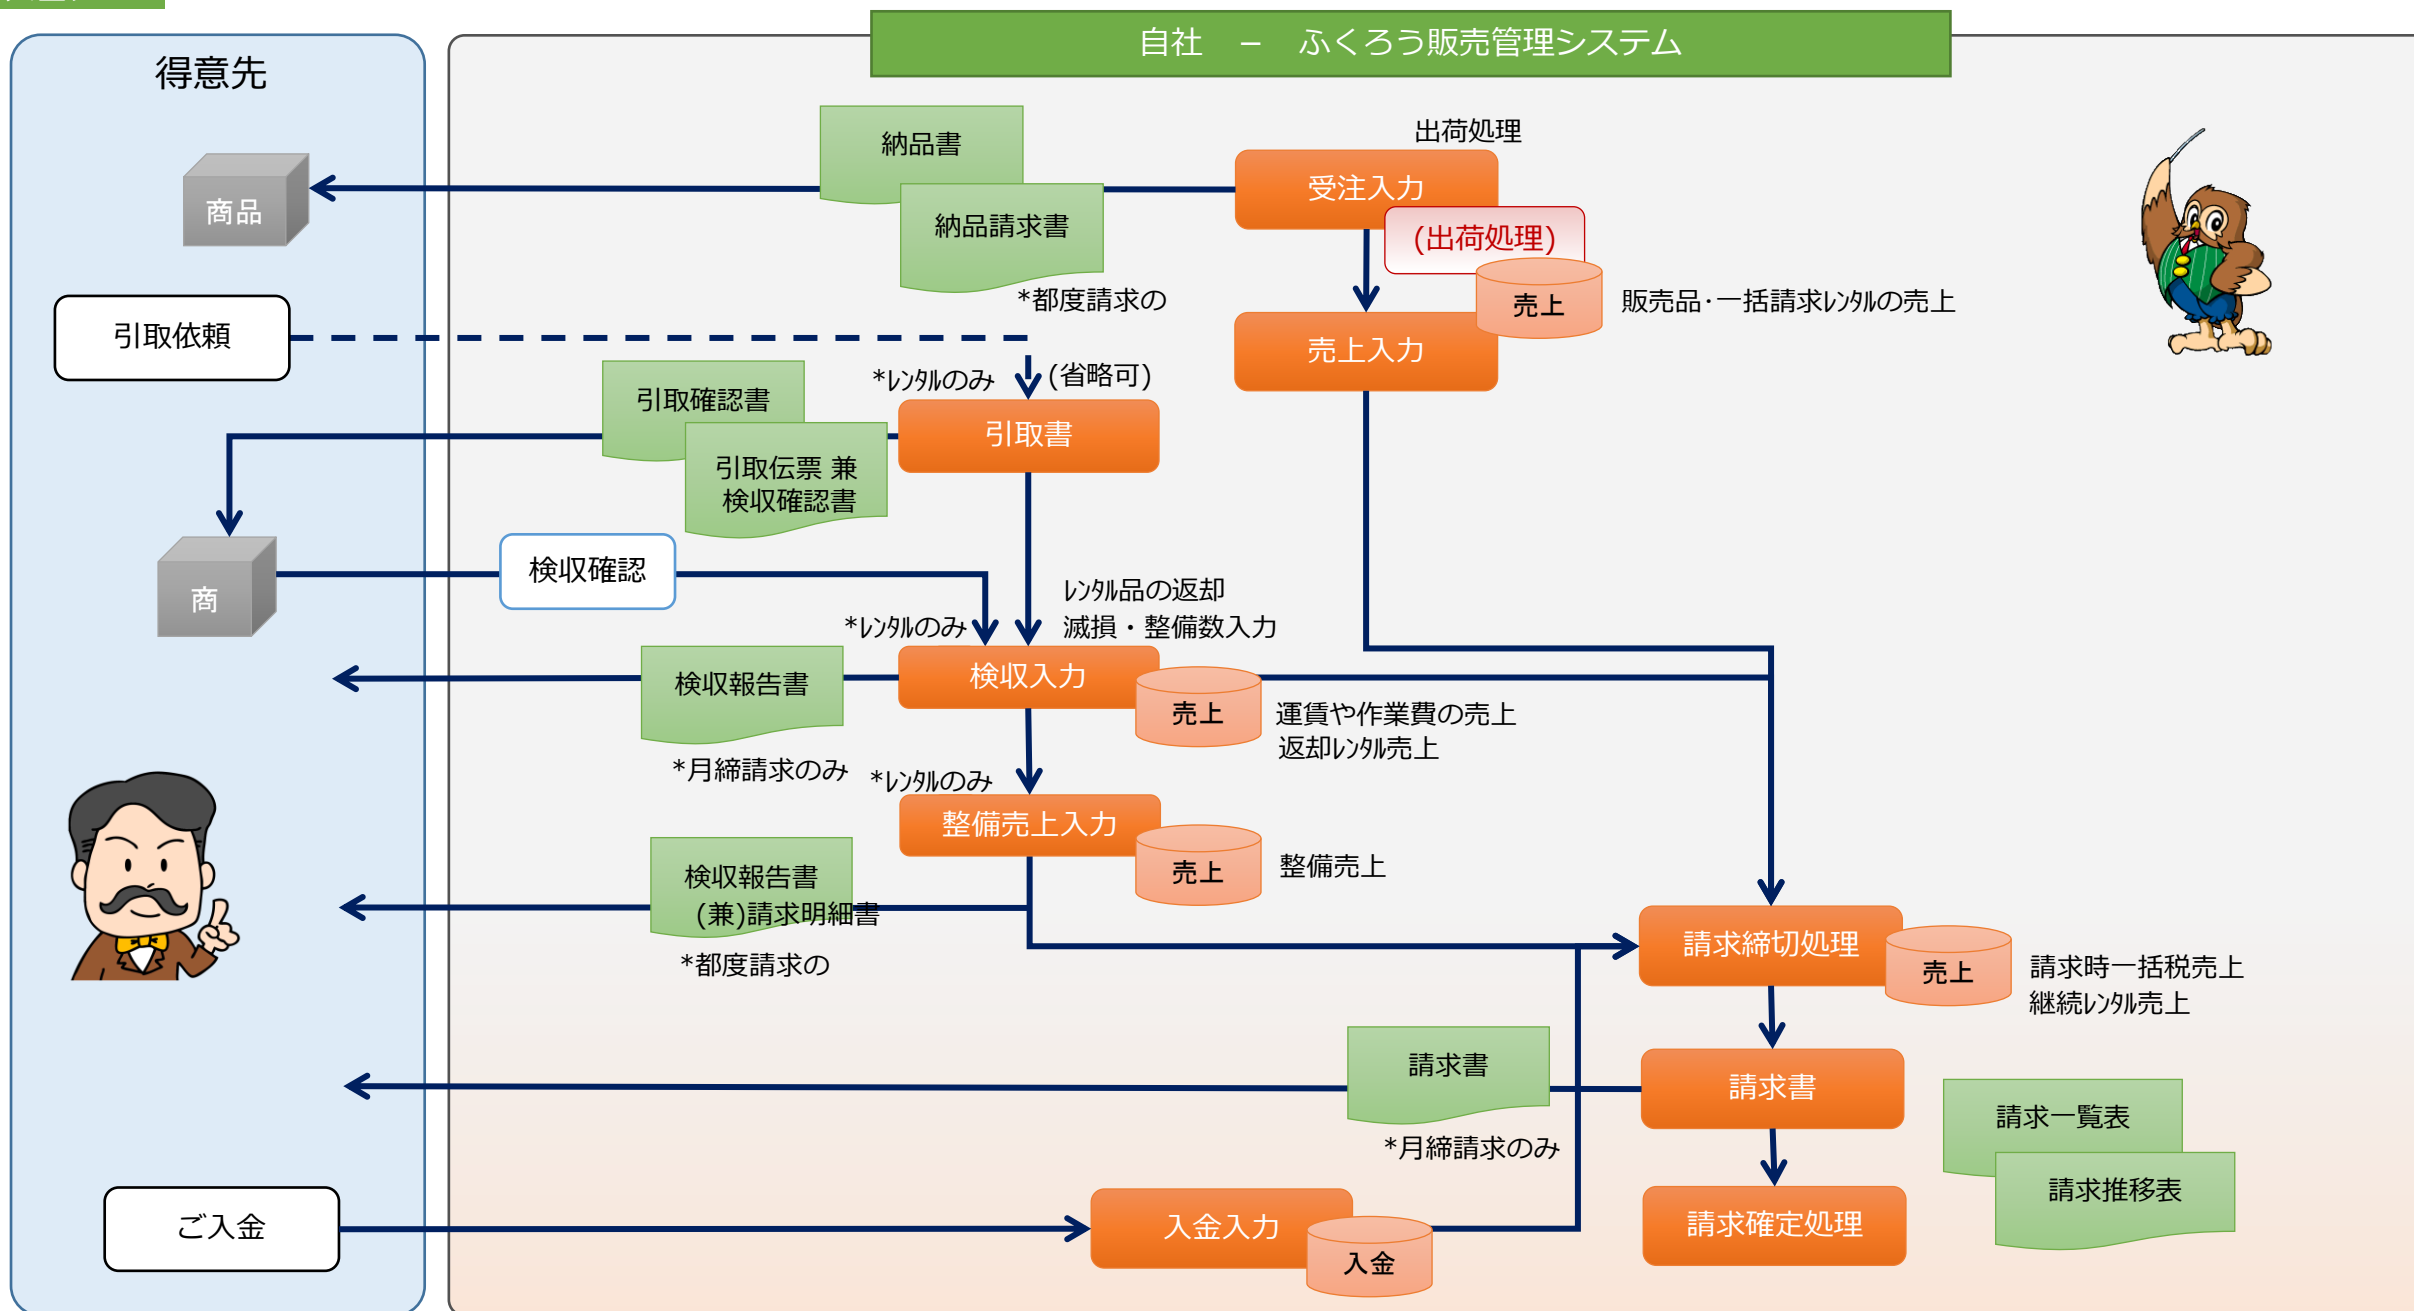 自社　－　ふくろう販売管理システム
得意先
出荷処理
納品書
受注入力
商品
納品請求書
(出荷処理)
*都度請求の
売上
販売品･一括請求ﾚﾝﾀﾙの売上
引取依頼
売上入力
*ﾚﾝﾀﾙのみ
(省略可)
引取確認書
引取書
引取伝票 兼
検収確認書
検収確認
商
ﾚﾝﾀﾙ品の返却
滅損・整備数入力
*ﾚﾝﾀﾙのみ
検収報告書
検収入力
売上
運賃や作業費の売上
返却ﾚﾝﾀﾙ売上
*月締請求のみ
*ﾚﾝﾀﾙのみ
整備売上入力
売上
整備売上
検収報告書
(兼)請求明細書
*都度請求の
請求締切処理
売上
請求時一括税売上
継続ﾚﾝﾀﾙ売上
請求書
請求書
*月締請求のみ
請求一覧表
請求推移表
ご入金
入金入力
入金
請求確定処理